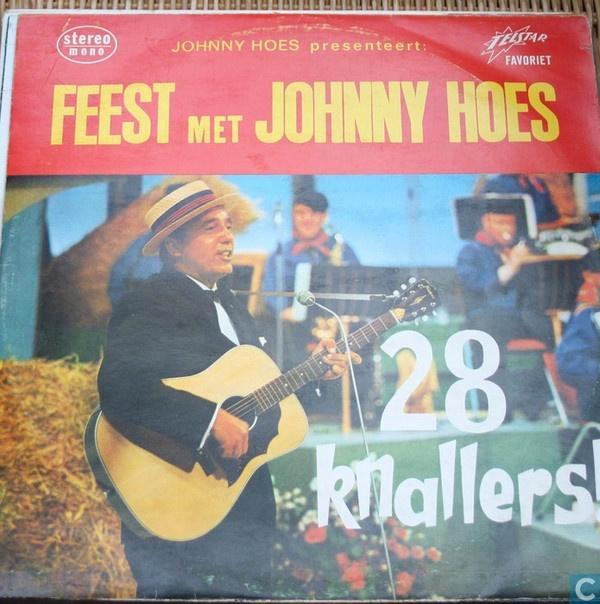 stereo
mono
JOHNNY HOES presenteert:
TELSTAR
FAVORIET
FEEST MET JOHNNY HOES
28
knallers!
C